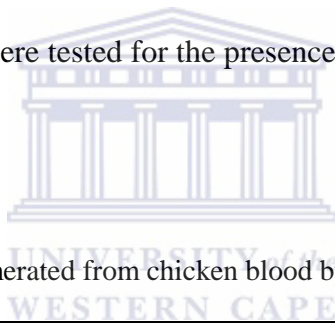 ere tested for the presence
UNIVERSITY of the
nerated from chicken blood b
WESTERN CAPE